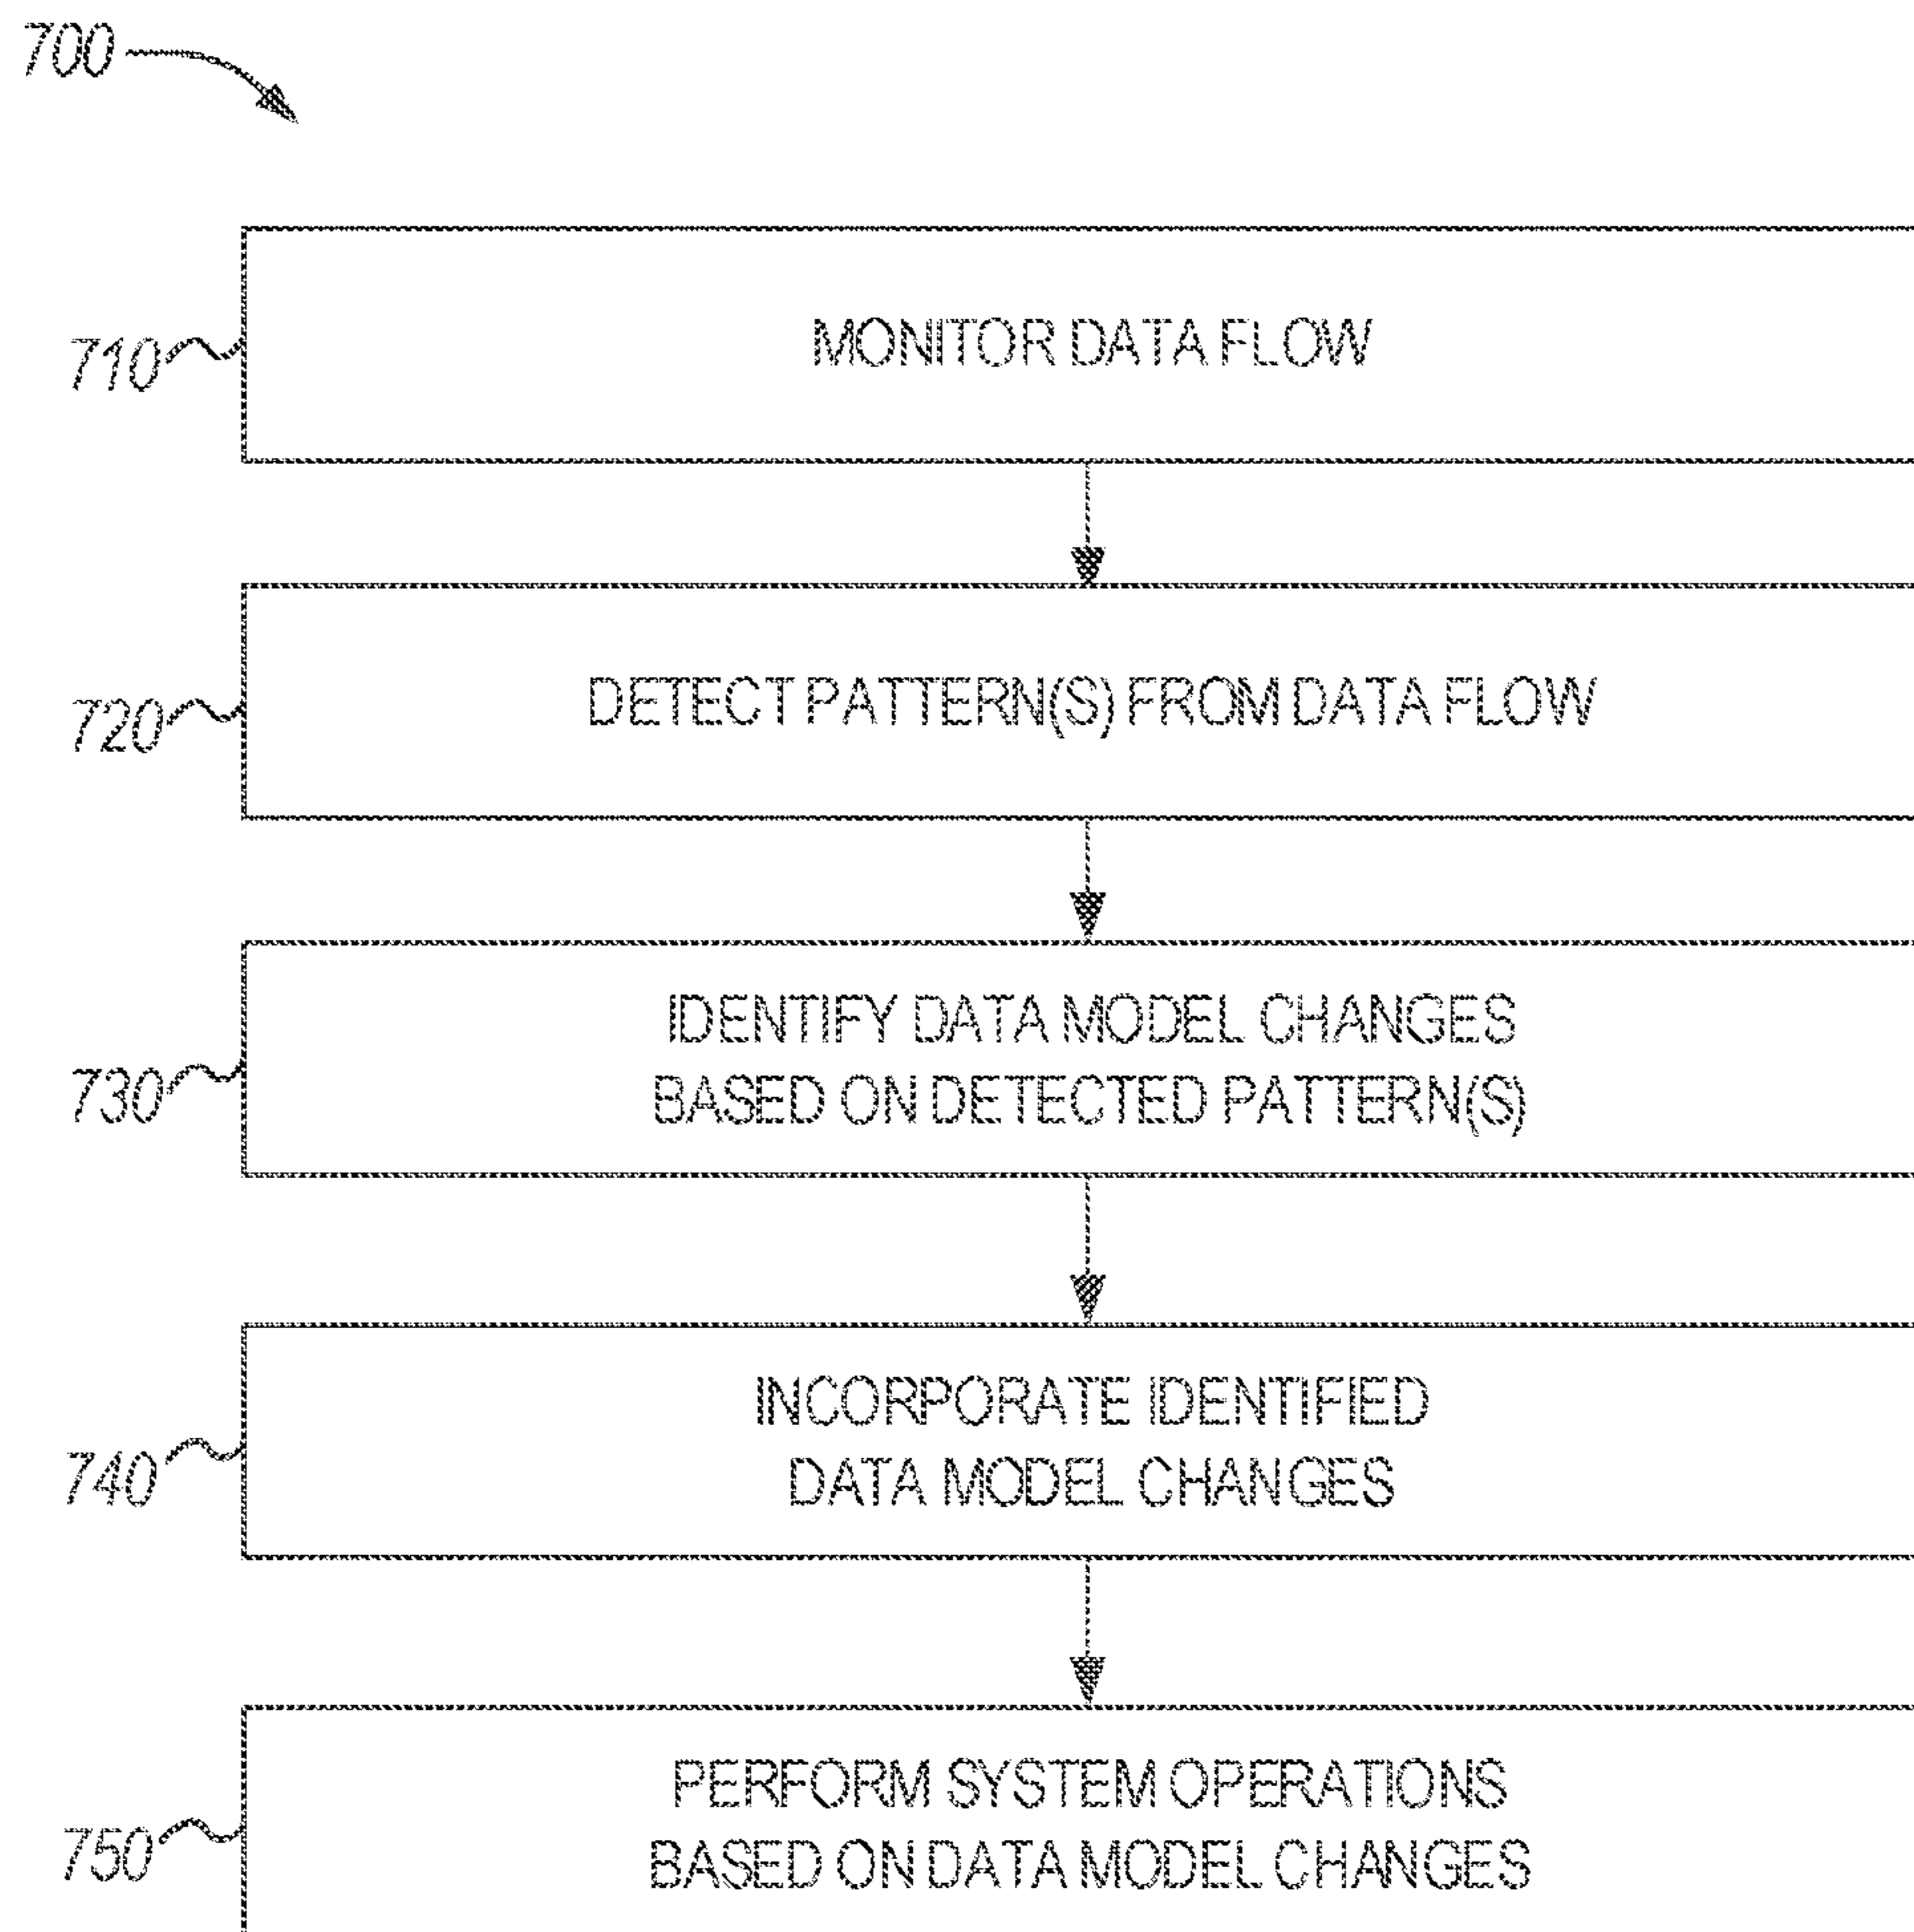 700
710
MONITOR DATA FLOW
720
DETECT PATTERN(S) FROM DATA FLOW
730
IDENTIFY DATA MODEL CHANGES
BASED ON DETECTED PATTERN(S)
740
INCORPORATE IDENTIFIED
DATA MODEL CHANGES
750
PERFORM SYSTEM OPERATIONS
BASED ON DATA MODEL CHANGES